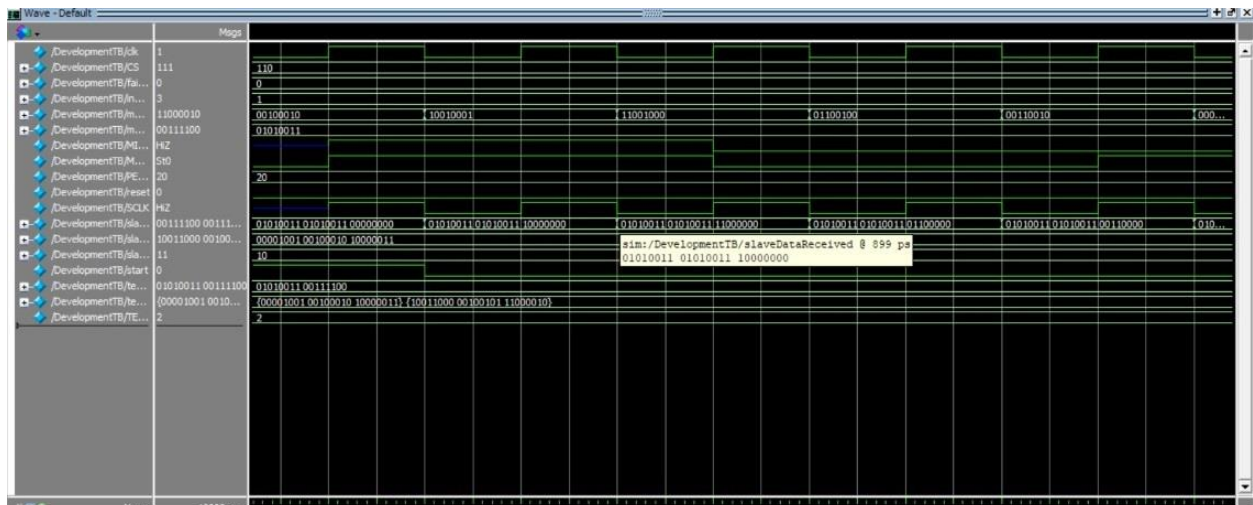 Wave - Default
Msgs
/DevelopmentTB/clk 1
/DevelopmentTB/CS 111 110
/DevelopmentTB/fai... 0 0
/DevelopmentTB/in... 3 1
/DevelopmentTB/m... 11000010 00100010 10010001 11001000 01100100 00110010 000...
/DevelopmentTB/m... 00111100 01010011
/DevelopmentTB/MI... HiZ
/DevelopmentTB/M... St0
/DevelopmentTB/PE... 20 20
/DevelopmentTB/reset 0
/DevelopmentTB/SCLK HiZ
/DevelopmentTB/sla... 00111100 00111... 01010011 01010011 00000000 01010011 01010011 10000000 01010011 01010011 11000000 01010011 01010011 01100000 01010011 01010011 00110000 010...
/DevelopmentTB/sla... 10011000 00100... 00001001 00100010 10000011
sim:/DevelopmentTB/slaveDataReceived @ 899 ps
01010011 01010011 10000000
/DevelopmentTB/sla... 11 10
/DevelopmentTB/start 0
/DevelopmentTB/te... 01010011 00111100 01010011 00111100
/DevelopmentTB/te... {00001001 0010... {00001001 00100010 10000011} {10011000 00100101 11000010}
/DevelopmentTB/TE... 2 2